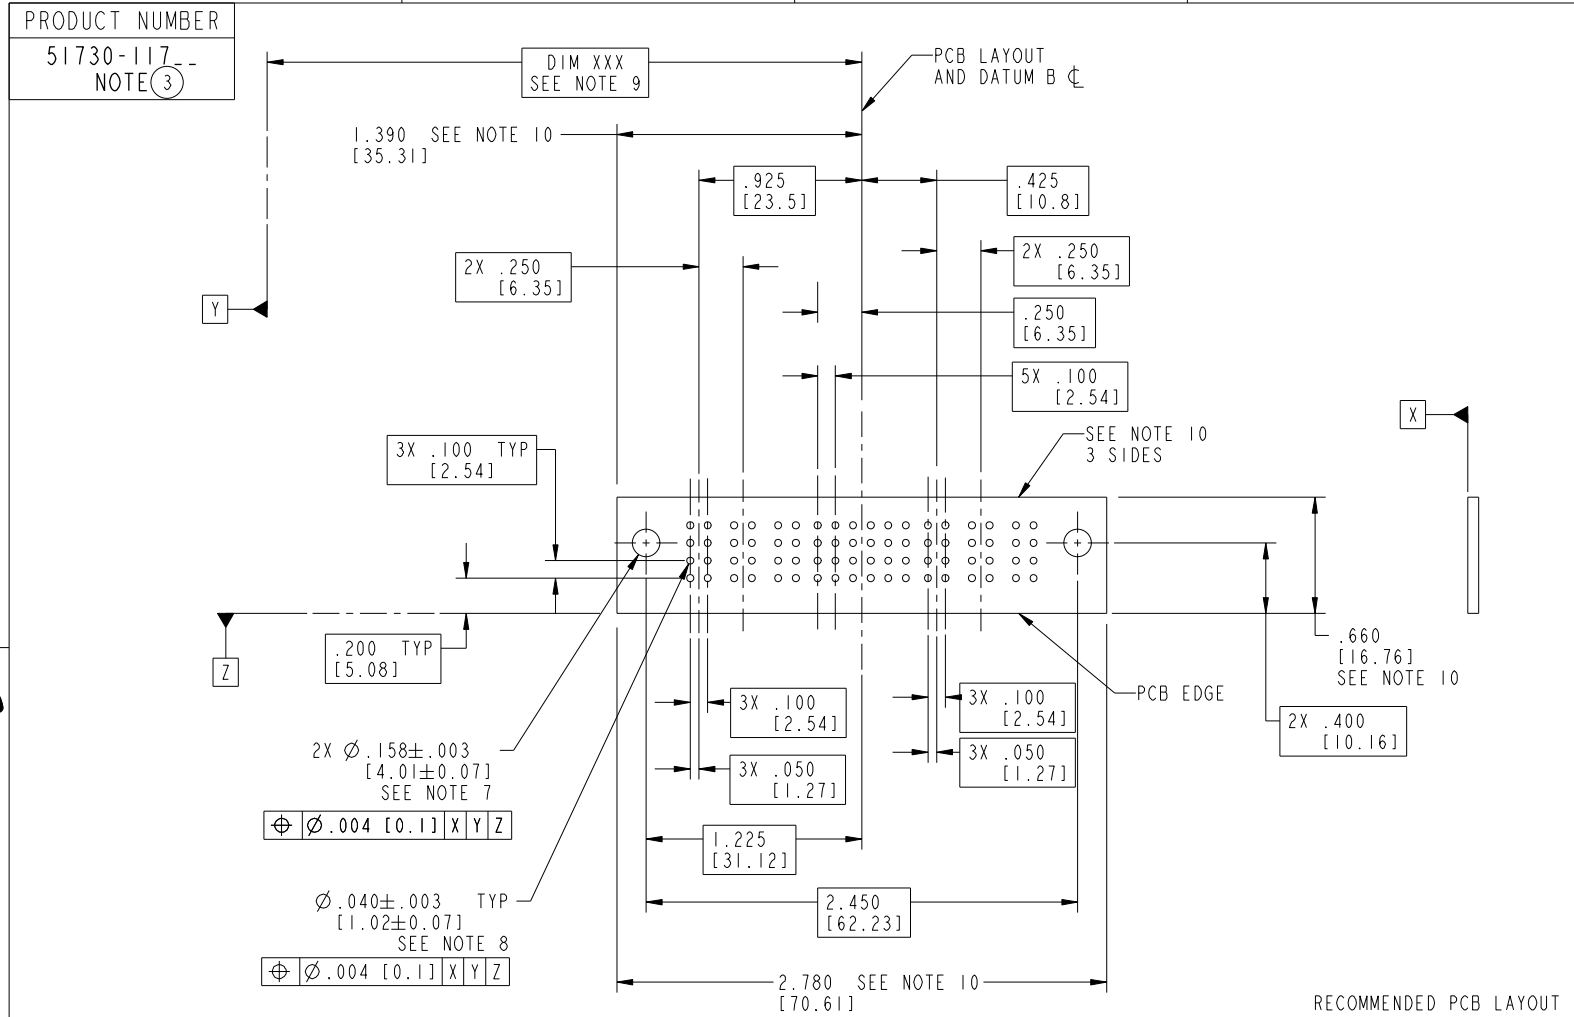 PRODUCT NUMBER
51730-117__
NOTE 3
DIM XXX
SEE NOTE 9
PCB LAYOUT
AND DATUM B ℄
1.390 SEE NOTE 10
[35.31]
.925
[23.5]
.425
[10.8]
2X .250
[6.35]
2X .250
[6.35]
Y
.250
[6.35]
5X .100
[2.54]
X
3X .100 TYP
[2.54]
SEE NOTE 10
3 SIDES
.200 TYP
[5.08]
Z
.660
[16.76]
SEE NOTE 10
PCB EDGE
3X .100
[2.54]
3X .100
[2.54]
2X .400
[10.16]
2X Ø.158±.003
[4.01±0.07]
SEE NOTE 7
3X .050
[1.27]
3X .050
[1.27]
⌖ Ø.004 [0.1] X Y Z
1.225
[31.12]
Ø.040±.003 TYP
[1.02±0.07]
SEE NOTE 8
2.450
[62.23]
⌖ Ø.004 [0.1] X Y Z
2.780 SEE NOTE 10
[70.61]
RECOMMENDED PCB LAYOUT